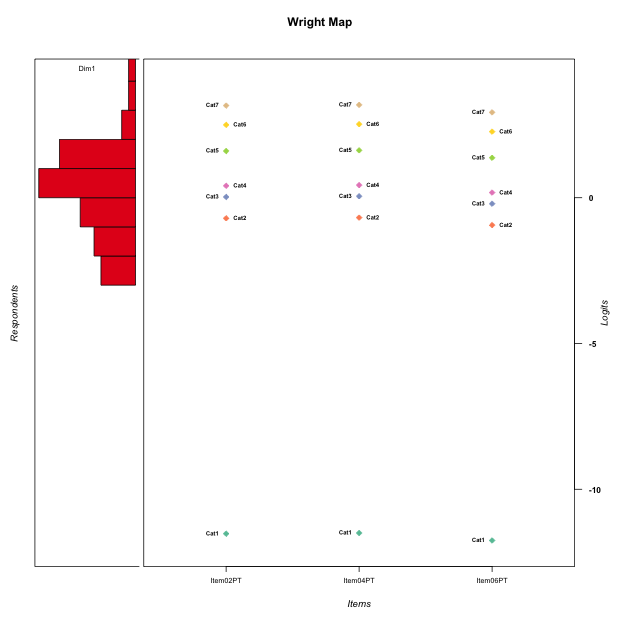 Wright Map
Dim1
Cat7 Cat7 Cat7
Cat6 Cat6 Cat6
Cat5 Cat5 Cat5
Cat4 Cat4 Cat4
Cat3 Cat3 Cat3
Cat2 Cat2 Cat2
Cat1 Cat1 Cat1
0
-5
-10
Respondents
Logits
Item02PT Item04PT Item06PT
Items